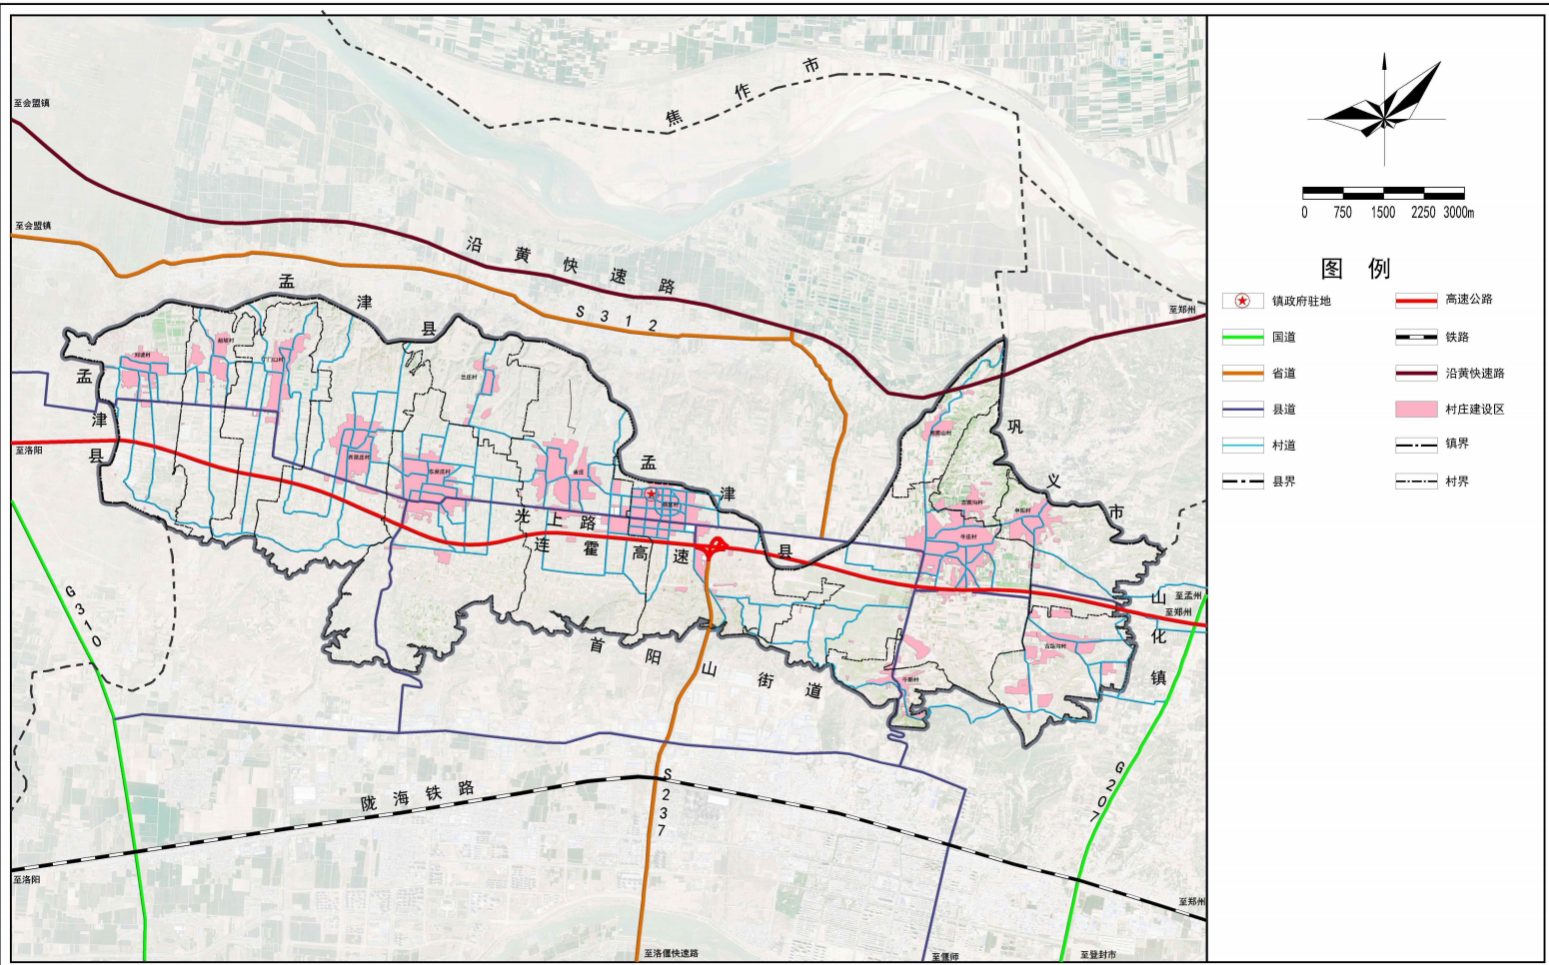 至会盟镇
焦作市
至会盟镇
沿黄快速路
S312
至郑州
孟津县
孟津县
至洛阳
孟津县
巩义市
光上路
连霍高速
G310
首阳山街道
山化镇
至孟州
至郑州
G207
陇海铁路
S237
至洛阳
至郑州
至洛偃快速路
至偃师
至登封市
牛庄村
0 750 1500 2250 3000m
图 例
镇政府驻地
高速公路
国道
铁路
省道
沿黄快速路
县道
村庄建设区
村道
镇界
县界
村界